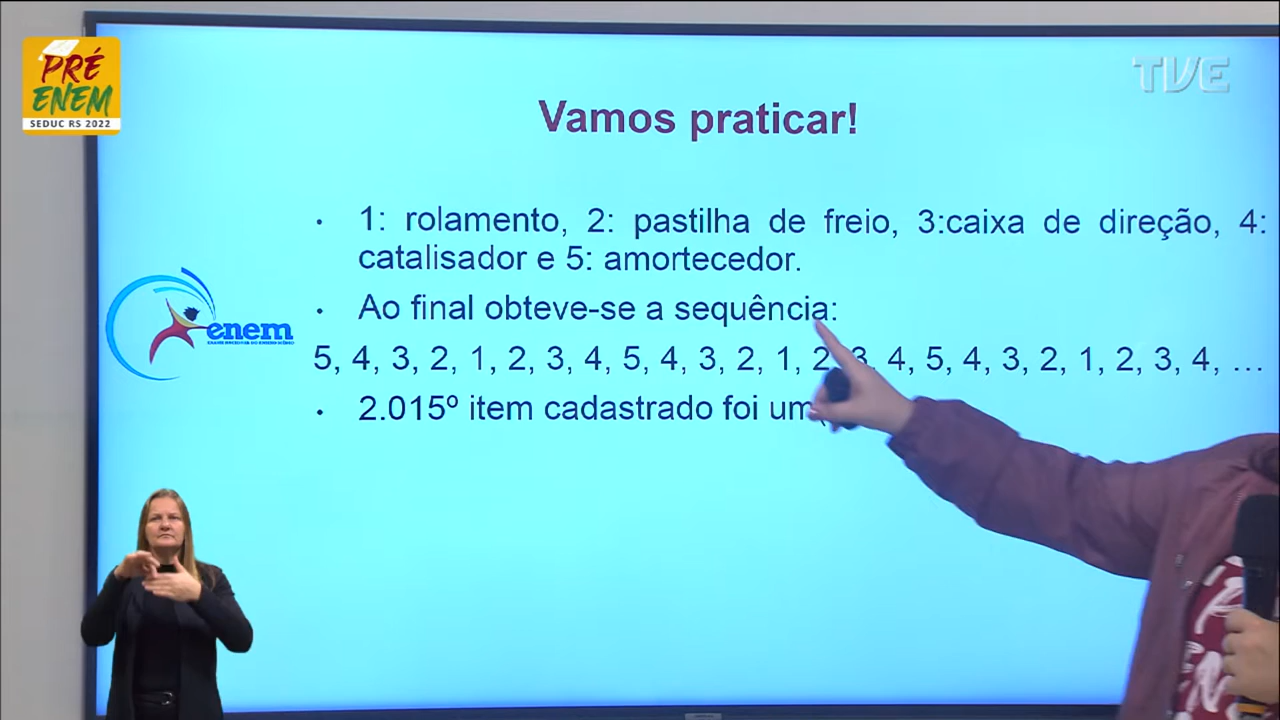 PRÉ
ENEM
SEDUC RS 2022
TVE
Vamos praticar!
• 1: rolamento, 2: pastilha de freio, 3:caixa de direção, 4:
catalisador e 5: amortecedor.
• Ao final obteve-se a sequência:
5, 4, 3, 2, 1, 2, 3, 4, 5, 4, 3, 2, 1, 2, 3, 4, 5, 4, 3, 2, 1, 2, 3, 4, …
• 2.015º item cadastrado foi um
enem